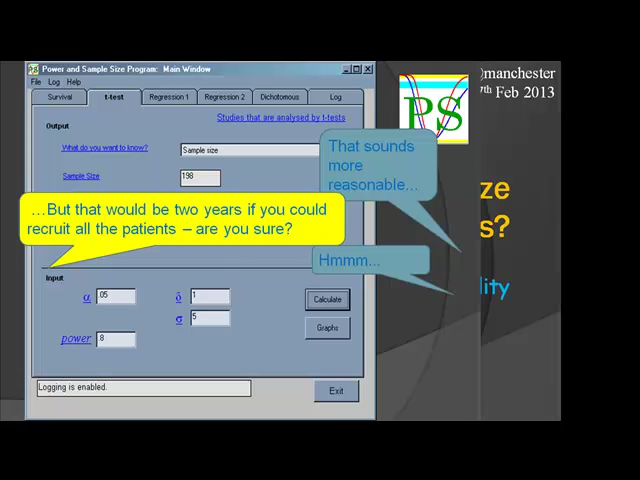 Power and Sample Size Program: Main Window
File Log Help
Survival t-test Regression 1 Regression 2 Dichotomous Log
Output
Studies that are analysed by t-tests
What do you want to know?
Sample size
Sample Size
198
PS
manchester
7th Feb 2013
That sounds
more
reasonable...
…But that would be two years if you could
recruit all the patients – are you sure?
Hmmm...
ze
s?
lity
Input
α .05
δ 1
σ 5
power .8
Calculate
Graphs
Logging is enabled.
Exit